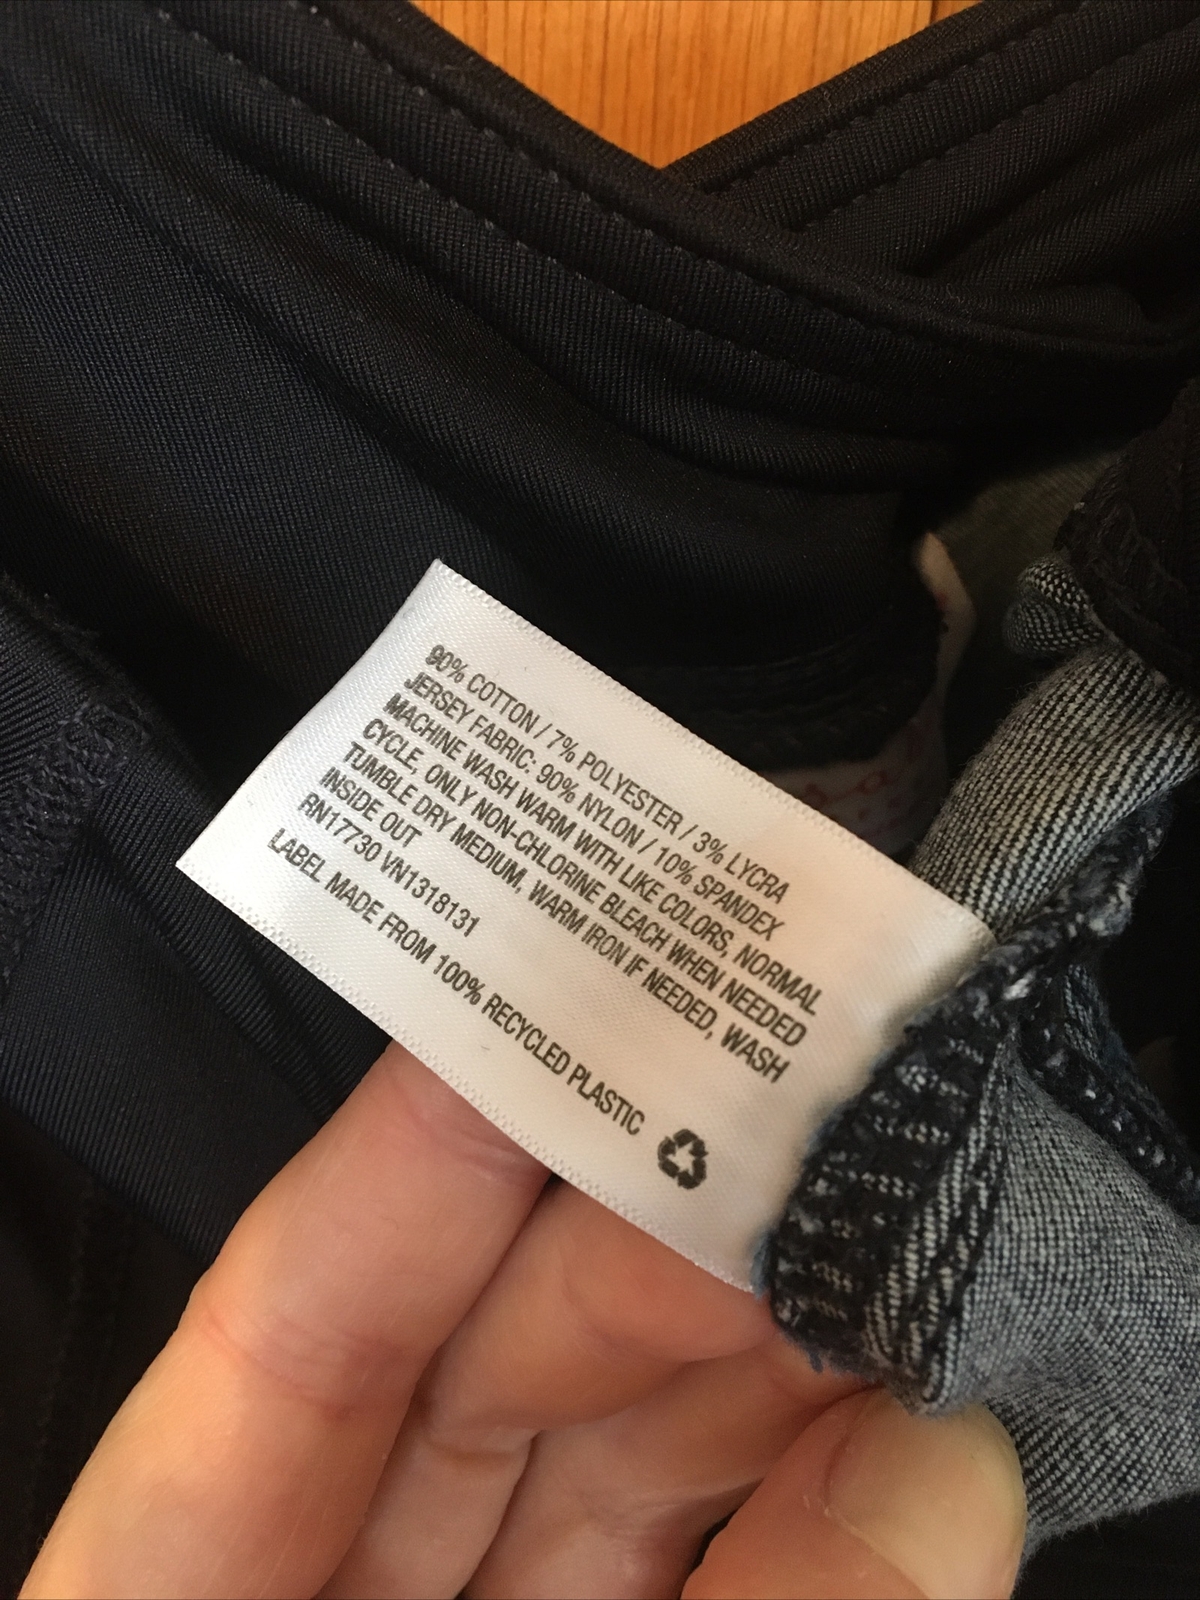 90% COTTON / 7% POLYESTER / 3% LYCRA
JERSEY FABRIC: 90% NYLON / 10% SPANDEX
MACHINE WASH WARM WITH LIKE COLORS, NORMAL
CYCLE, ONLY NON-CHLORINE BLEACH WHEN NEEDED
TUMBLE DRY MEDIUM, WARM IRON IF NEEDED, WASH
INSIDE OUT
RN17730 VN1318131
LABEL MADE FROM 100% RECYCLED PLASTIC